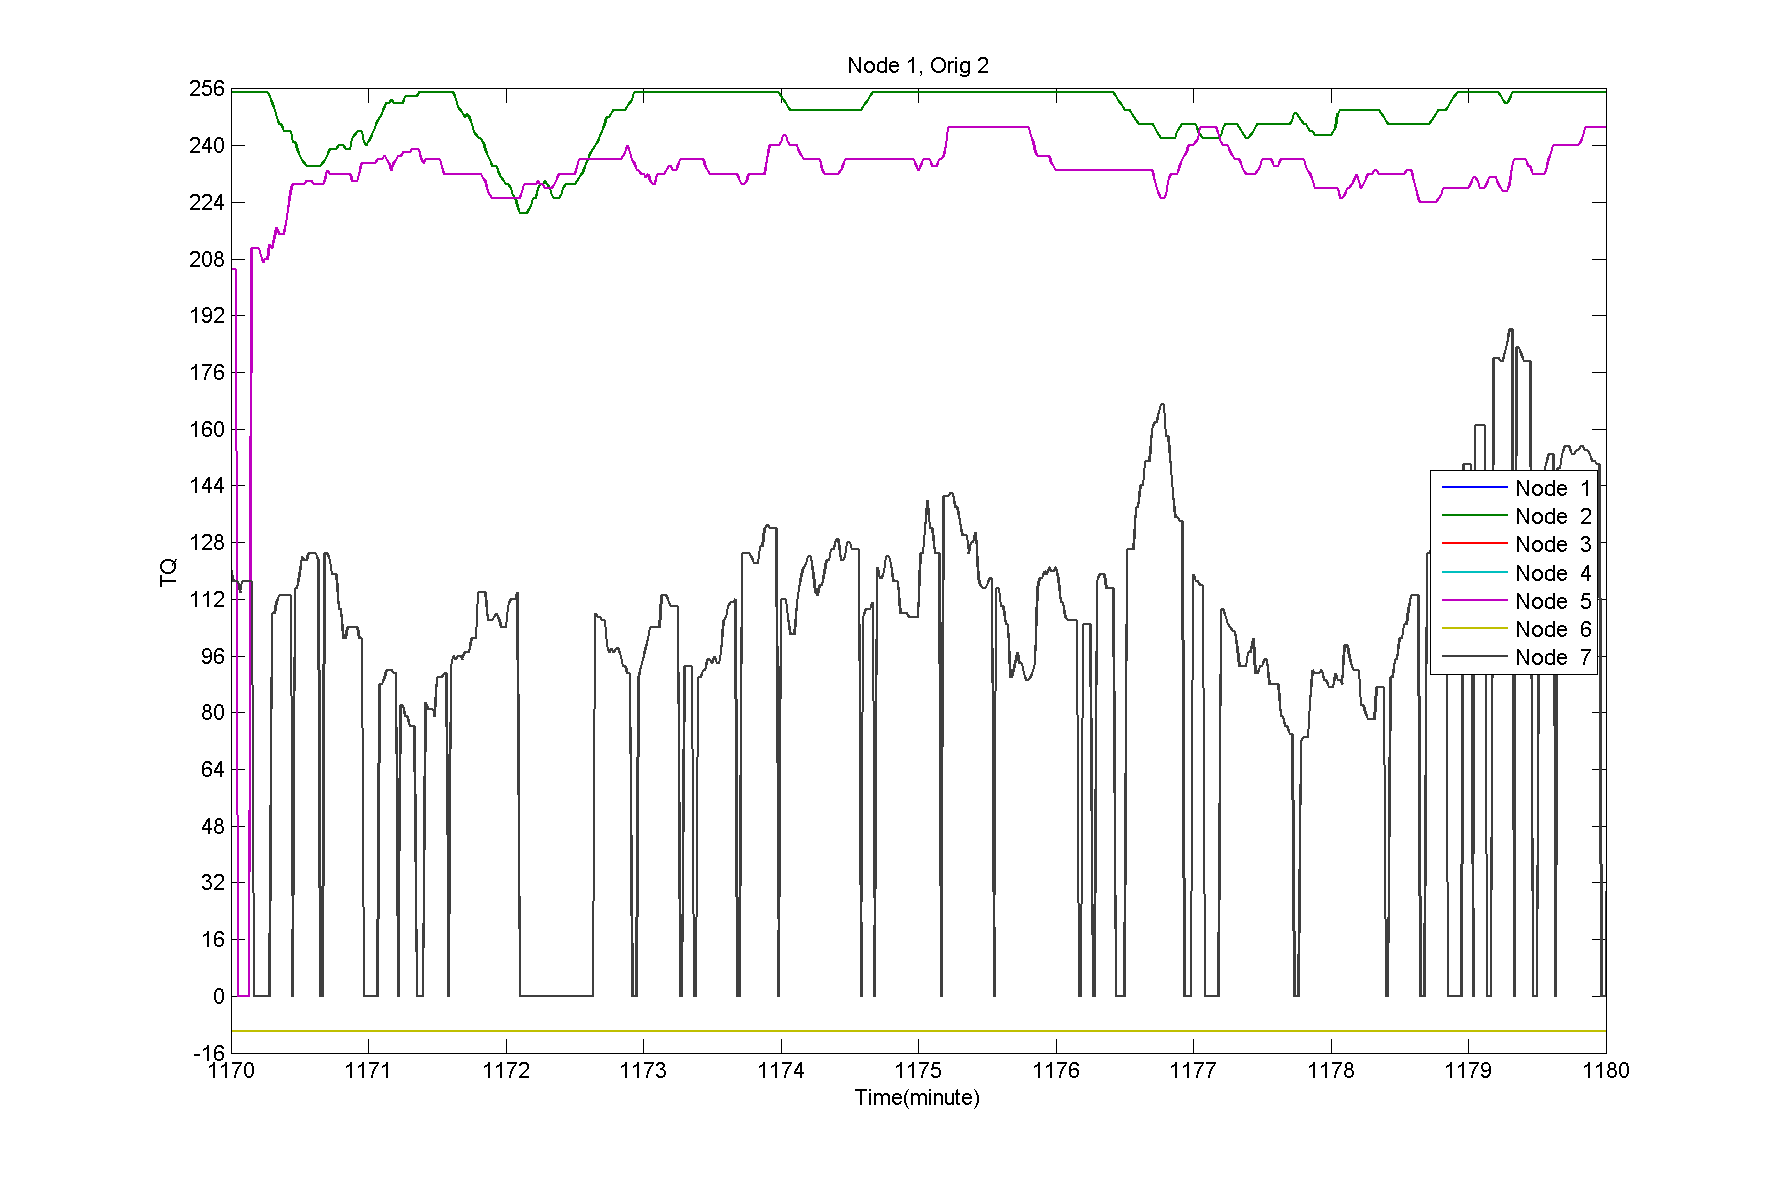 Node 1, Orig 2
256
240
224
208
192
176
160
144
128
112
96
80
64
48
32
16
0
-16
TQ
Node 1
Node 2
Node 3
Node 4
Node 5
Node 6
Node 7
1170 1171 1172 1173 1174 1175 1176 1177 1178 1179 1180
Time(minute)